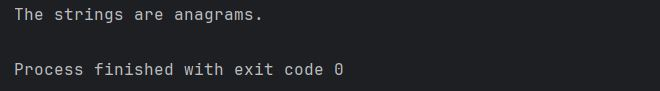 The strings are anagrams.
Process finished with exit code 0